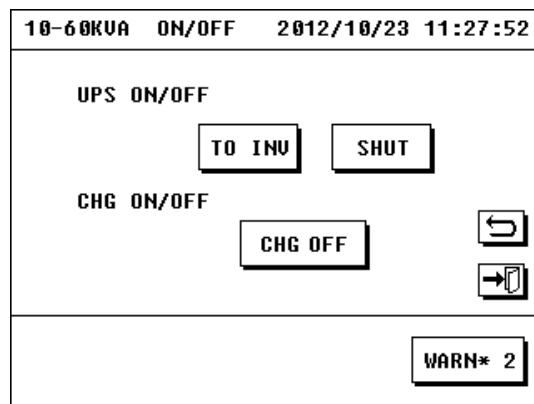 10-60KVA ON/OFF 2012/10/23 11:27:52
UPS ON/OFF
TO INV SHUT
CHG ON/OFF
CHG OFF
WARN* 2